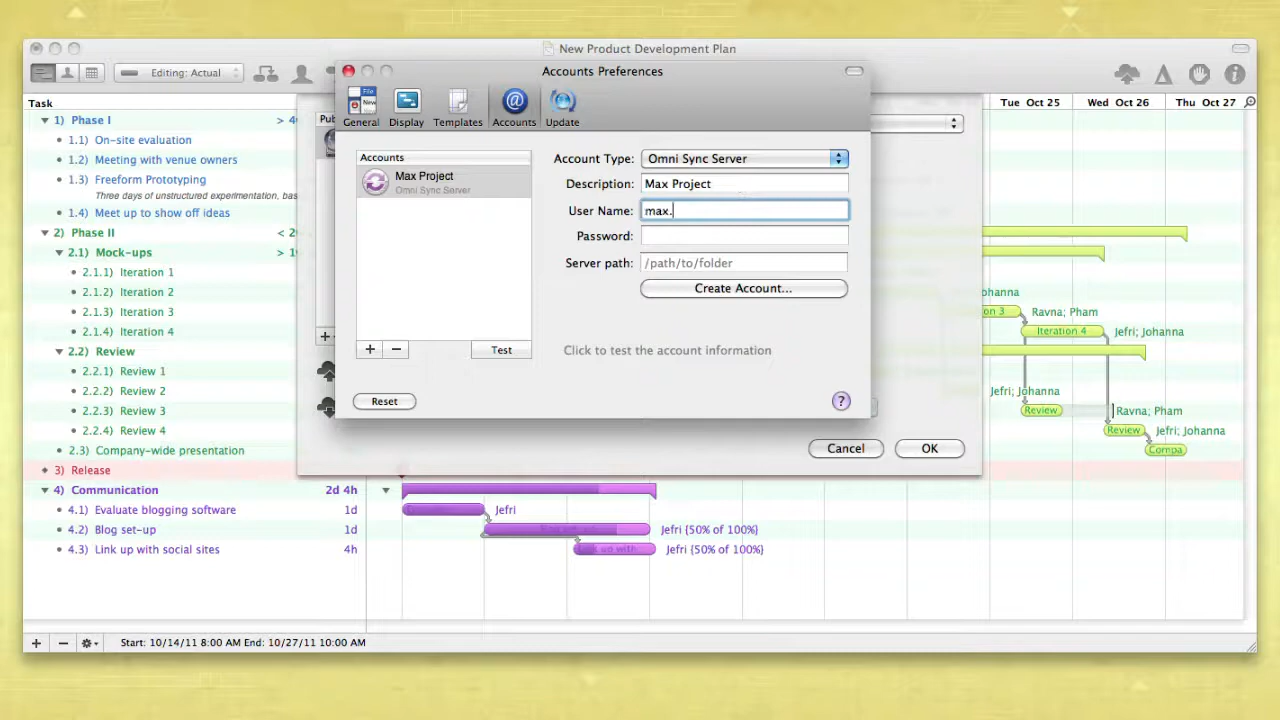 New Product Development Plan
Editing: Actual
Accounts Preferences
General
Display
Templates
Accounts
Update
File
New
Accounts
Max Project
Omni Sync Server
Account Type: Omni Sync Server
Description: Max Project
User Name: max.
Password:
Server path: /path/to/folder
Create Account...
+ − Test
Click to test the account information
Reset
?
Cancel
OK
Task
Tue Oct 25
Wed Oct 26
Thu Oct 27
1) Phase I
1.1) On-site evaluation
1.2) Meeting with venue owners
1.3) Freeform Prototyping
Three days of unstructured experimentation, bas
1.4) Meet up to show off ideas
2) Phase II
2.1) Mock-ups
2.1.1) Iteration 1
2.1.2) Iteration 2
2.1.3) Iteration 3
2.1.4) Iteration 4
2.2) Review
2.2.1) Review 1
2.2.2) Review 2
2.2.3) Review 3
2.2.4) Review 4
2.3) Company-wide presentation
3) Release
4) Communication 2d 4h
4.1) Evaluate blogging software 1d
4.2) Blog set-up 1d
4.3) Link up with social sites 4h
ohanna
n 3 Ravna; Pham
Iteration 4 Jefri; Johanna
Jefri; Johanna
Review Ravna; Pham
Review Jefri; Johanna
Compa
Jefri
Jefri {50% of 100%}
Jefri {50% of 100%}
+ − Start: 10/14/11 8:00 AM End: 10/27/11 10:00 AM